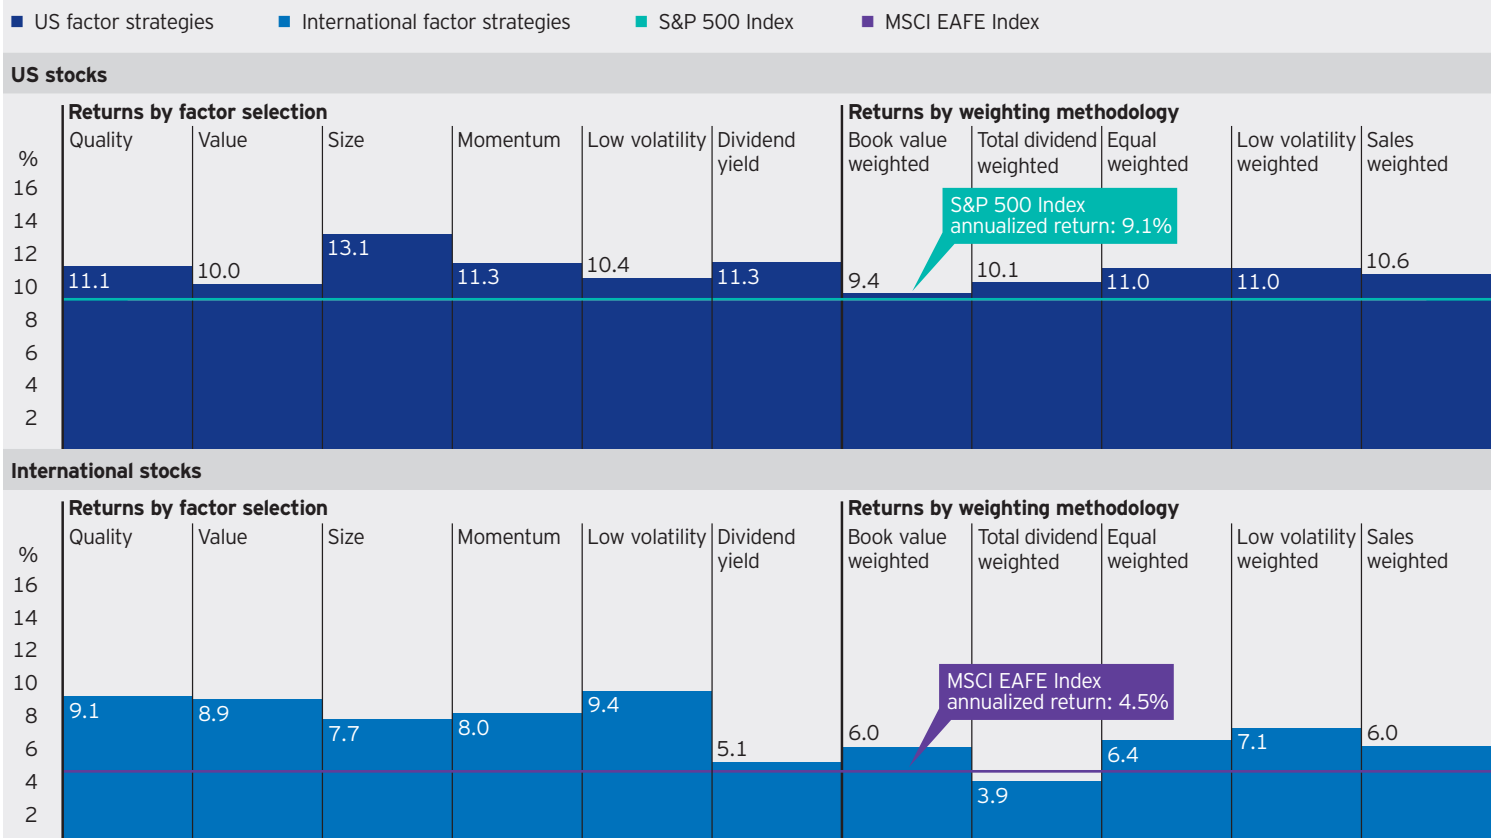 US factor strategies
International factor strategies
S&P 500 Index
MSCI EAFE Index
US stocks
Returns by factor selection
Returns by weighting methodology
Quality
Value
Size
Momentum
Low volatility
Dividend
yield
Book value
weighted
Total dividend
weighted
Equal
weighted
Low volatility
weighted
Sales
weighted
%
16
14
12
10
8
6
4
2
11.1
10.0
13.1
11.3
10.4
11.3
9.4
10.1
11.0
11.0
10.6
S&P 500 Index
annualized return: 9.1%
International stocks
Returns by factor selection
Returns by weighting methodology
Quality
Value
Size
Momentum
Low volatility
Dividend
yield
Book value
weighted
Total dividend
weighted
Equal
weighted
Low volatility
weighted
Sales
weighted
%
16
14
12
10
8
6
4
2
9.1
8.9
7.7
8.0
9.4
5.1
6.0
3.9
6.4
7.1
6.0
MSCI EAFE Index
annualized return: 4.5%